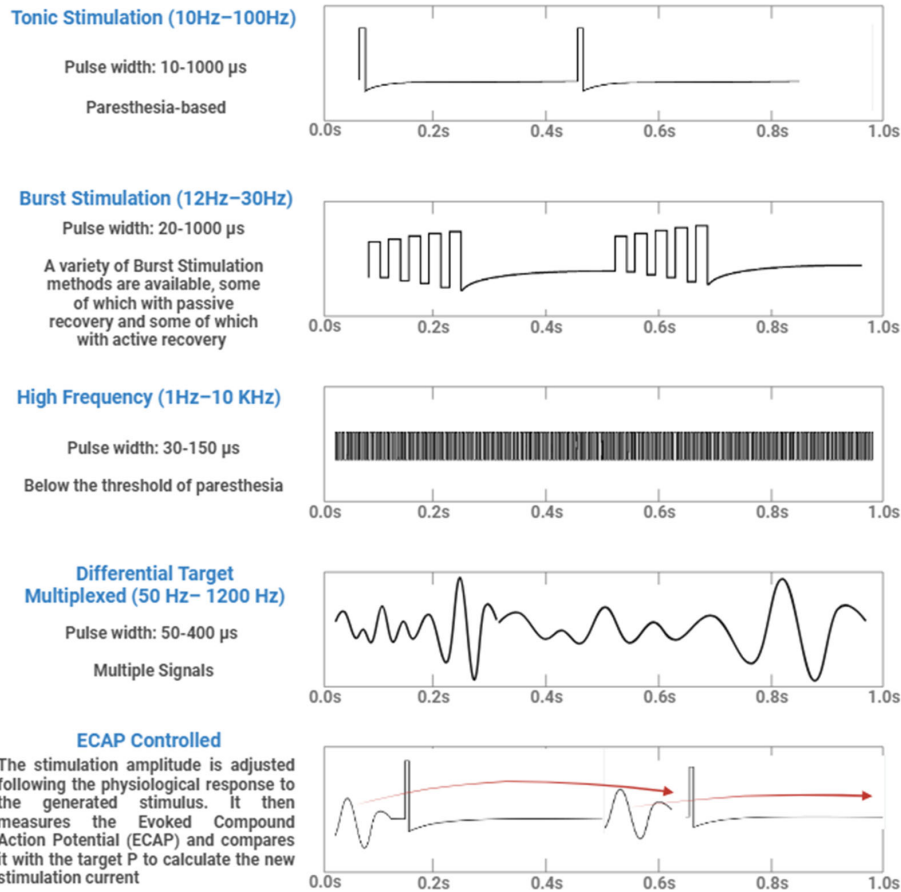 Tonic Stimulation (10Hz–100Hz)
Pulse width: 10-1000 µs
Paresthesia-based
0.0s 0.2s 0.4s 0.6s 0.8s 1.0s
Burst Stimulation (12Hz–30Hz)
Pulse width: 20-1000 µs
A variety of Burst Stimulation
methods are available, some
of which with passive
recovery and some of which
with active recovery
0.0s 0.2s 0.4s 0.6s 0.8s 1.0s
High Frequency (1Hz–10 KHz)
Pulse width: 30-150 µs
Below the threshold of paresthesia
0.0s 0.2s 0.4s 0.6s 0.8s 1.0s
Differential Target
Multiplexed (50 Hz– 1200 Hz)
Pulse width: 50-400 µs
Multiple Signals
0.0s 0.2s 0.4s 0.6s 0.8s 1.0s
ECAP Controlled
The stimulation amplitude is adjusted
following the physiological response to
the generated stimulus. It then
measures the Evoked Compound
Action Potential (ECAP) and compares
it with the target P to calculate the new
stimulation current
0.0s 0.2s 0.4s 0.6s 0.8s 1.0s